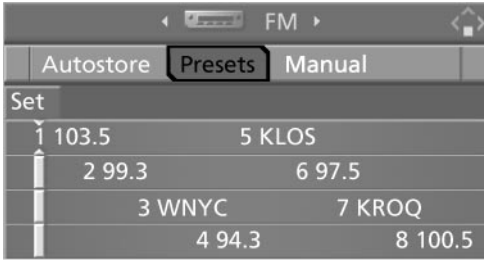 FM
Autostore Presets Manual
Set
1 103.5 5 KLOS
2 99.3 6 97.5
3 WNYC 7 KROQ
4 94.3 8 100.5